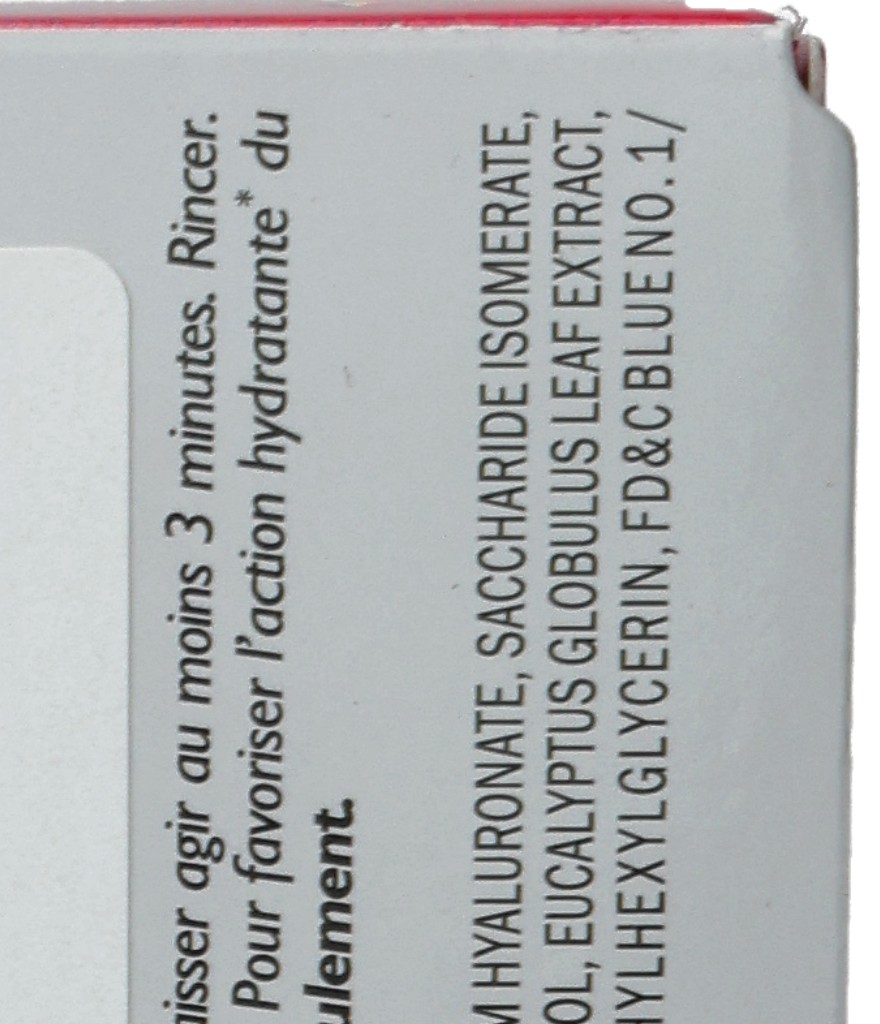 aisser agir au moins 3 minutes. Rincer.
Pour favoriser l'action hydratante* du
ulement.
M HYALURONATE, SACCHARIDE ISOMERATE,
OL, EUCALYPTUS GLOBULUS LEAF EXTRACT,
HYLHEXYLGLYCERIN, FD&C BLUE NO. 1/